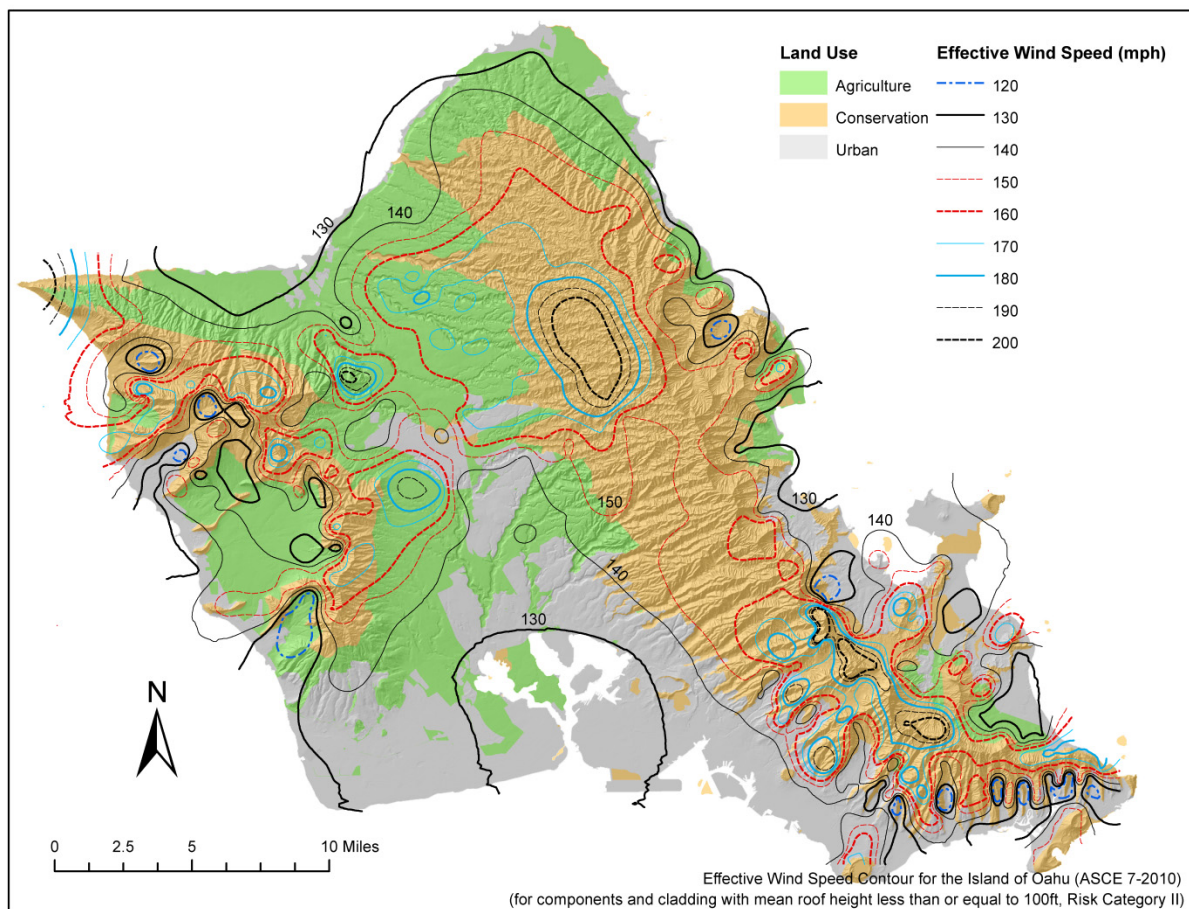 Land Use
Agriculture
Conservation
Urban
Effective Wind Speed (mph)
120
130
140
150
160
170
180
190
200
130
140
150
140
130
130
140
N
0 2.5 5 10 Miles
Effective Wind Speed Contour for the Island of Oahu (ASCE 7-2010)
(for components and cladding with mean roof height less than or equal to 100ft, Risk Category II)